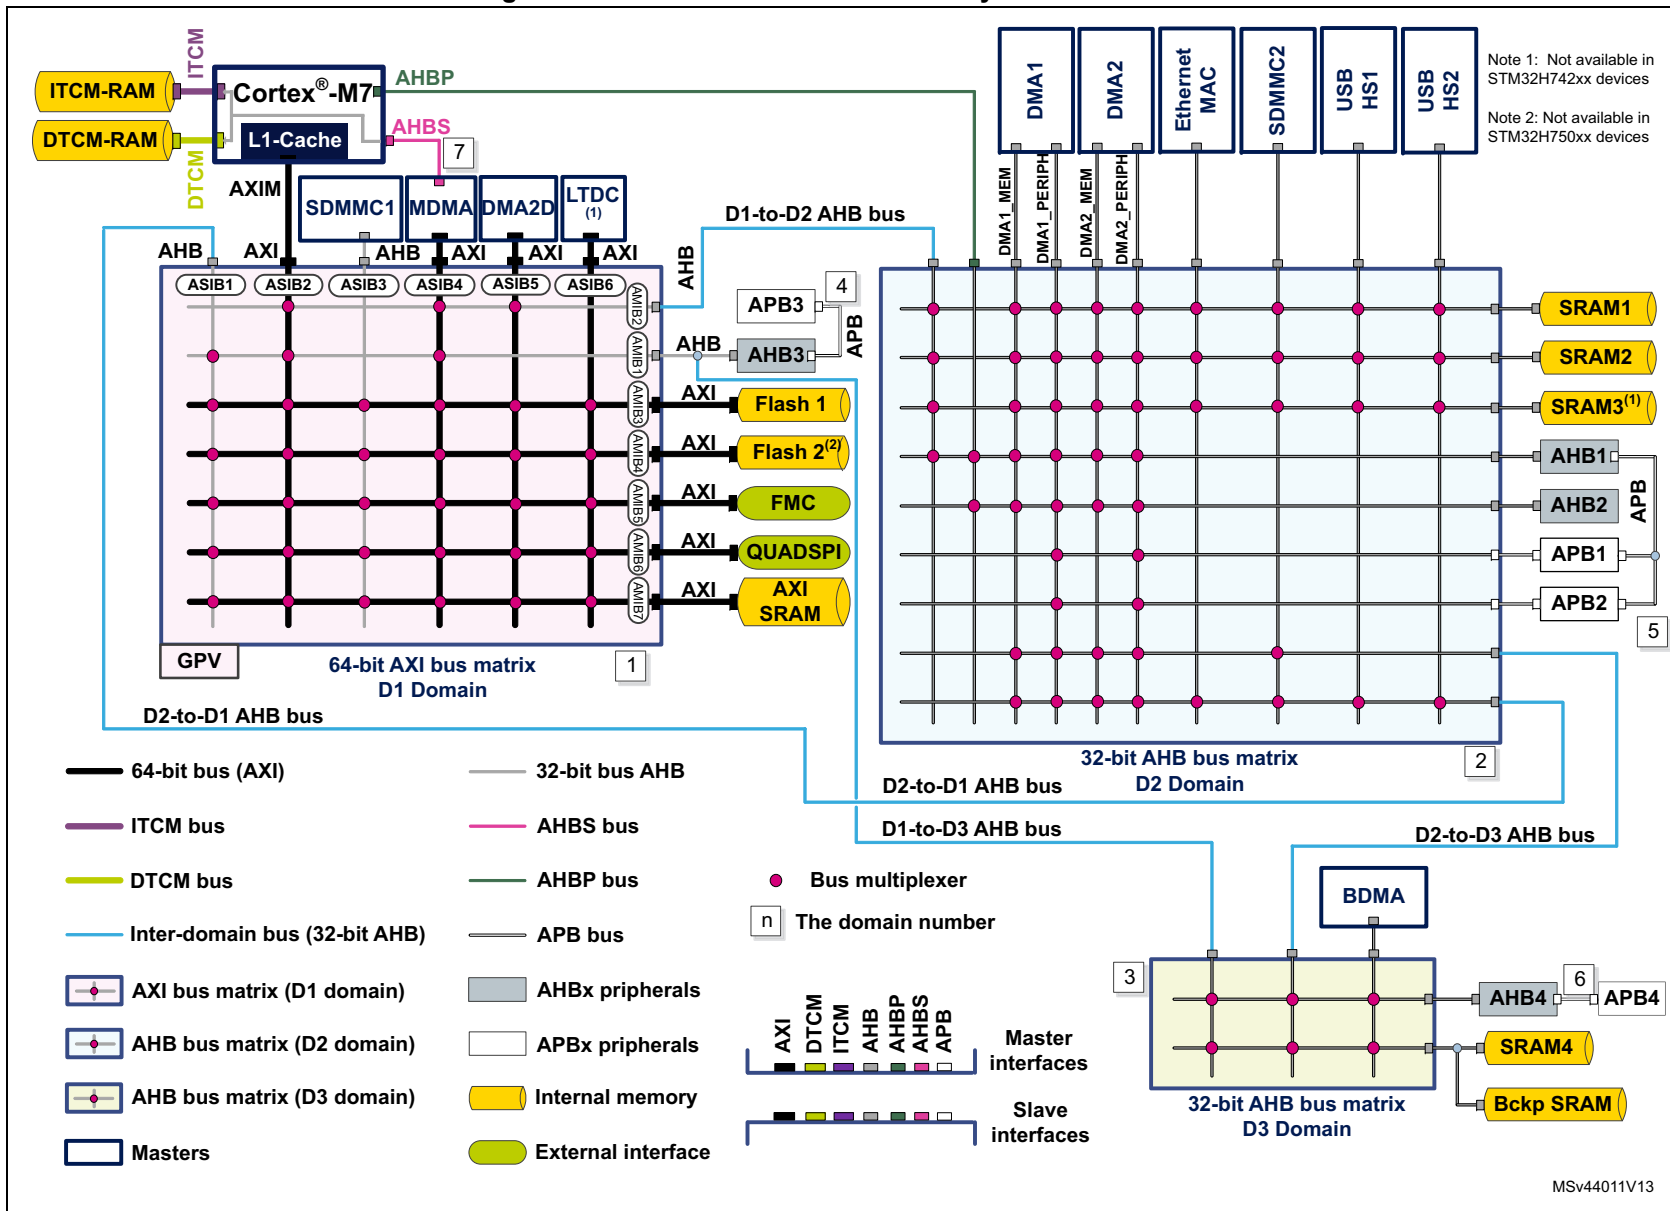 ITCM
ITCM-RAM
DTCM-RAM
DTCM
Cortex®-M7
L1-Cache
AHBP
AHBS
7
AXIM
SDMMC1
MDMA
DMA2D
LTDC
(1)
AHB
AXI
AHB
AXI
AXI
AXI
ASIB1
ASIB2
ASIB3
ASIB4
ASIB5
ASIB6
AMIB2
AMIB1
AMIB3
AMIB4
AMIB5
AMIB6
AMIB7
AHB
D1-to-D2 AHB bus
4
APB3
APB
AHB
AHB3
AXI
Flash 1
AXI
Flash 2(2)
AXI
FMC
AXI
QUADSPI
AXI
AXI
SRAM
GPV
64-bit AXI bus matrix
D1 Domain
1
D2-to-D1 AHB bus
DMA1
DMA2
Ethernet
MAC
SDMMC2
USB
HS1
USB
HS2
Note 1: Not available in
STM32H742xx devices
Note 2: Not available in
STM32H750xx devices
DMA1_MEM
DMA1_PERIPH
DMA2_MEM
DMA2_PERIPH
SRAM1
SRAM2
SRAM3(1)
AHB1
AHB2
APB
APB1
APB2
5
32-bit AHB bus matrix
D2 Domain
2
D2-to-D1 AHB bus
D1-to-D3 AHB bus
D2-to-D3 AHB bus
BDMA
3
AHB4
6
APB4
SRAM4
Bckp SRAM
32-bit AHB bus matrix
D3 Domain
64-bit bus (AXI)
32-bit bus AHB
ITCM bus
AHBS bus
DTCM bus
AHBP bus
Bus multiplexer
Inter-domain bus (32-bit AHB)
APB bus
n
The domain number
AXI bus matrix (D1 domain)
AHBx pripherals
AHB bus matrix (D2 domain)
APBx pripherals
AHB bus matrix (D3 domain)
Internal memory
Masters
External interface
AXI
DTCM
ITCM
AHB
AHBP
AHBS
APB
Master
interfaces
Slave
interfaces
MSv44011V13